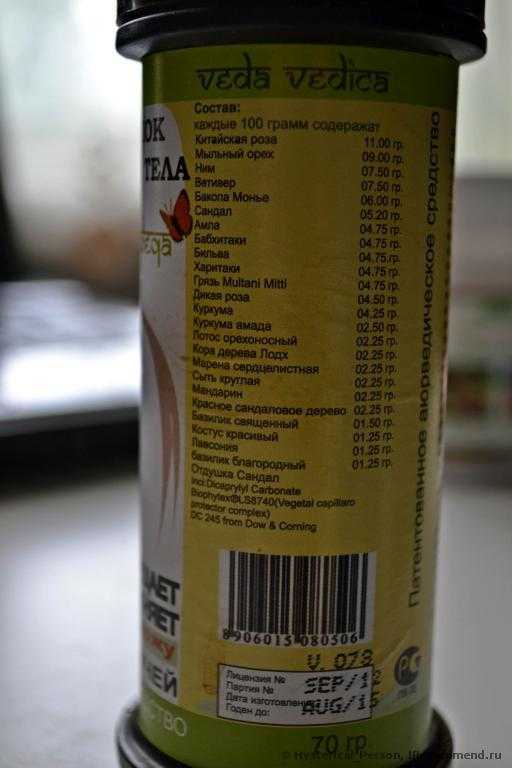 veda vedica
Состав:
каждые 100 грамм содержат
Китайская роза 11.00 гр.
Мыльный орех 09.00 гр.
Ним 07.50 гр.
Ветивер 07.50 гр.
Бакопа Монье 06.00 гр.
Сандал 05.20 гр.
Амла 04.75 гр.
Бабхитаки 04.75 гр.
Бильва 04.75 гр.
Харитаки 04.75 гр.
Грязь Multani Mitti 04.75 гр.
Дикая роза 04.50 гр.
Куркума 04.25 гр.
Куркума амада 02.50 гр.
Лотос орехоносный 02.25 гр.
Кора дерева Лодх 02.25 гр.
Марена сердцелистная 02.25 гр.
Сыть круглая 02.25 гр.
Мандарин 02.25 гр.
Красное сандаловое дерево 02.25 гр.
Базилик священный 01.50 гр.
Костус красивый 01.25 гр.
Лавсония 01.25 гр.
базилик благородный 01.25 гр.
Отдушка Сандал
Inci:Dicaprylyl Carbonate
Biophytex®LS8740(Vegetal capillaro
protector complex)
DC 245 from Dow & Corning
8 906015 080506
V. 073
Лицензия №
Партия № SEP/12
Дата изготовления
Годен до: AUG/15
70 гр.
Патентованное аюрведическое средство
ТЕЛА
© Hysterical Person, IRecommend.ru